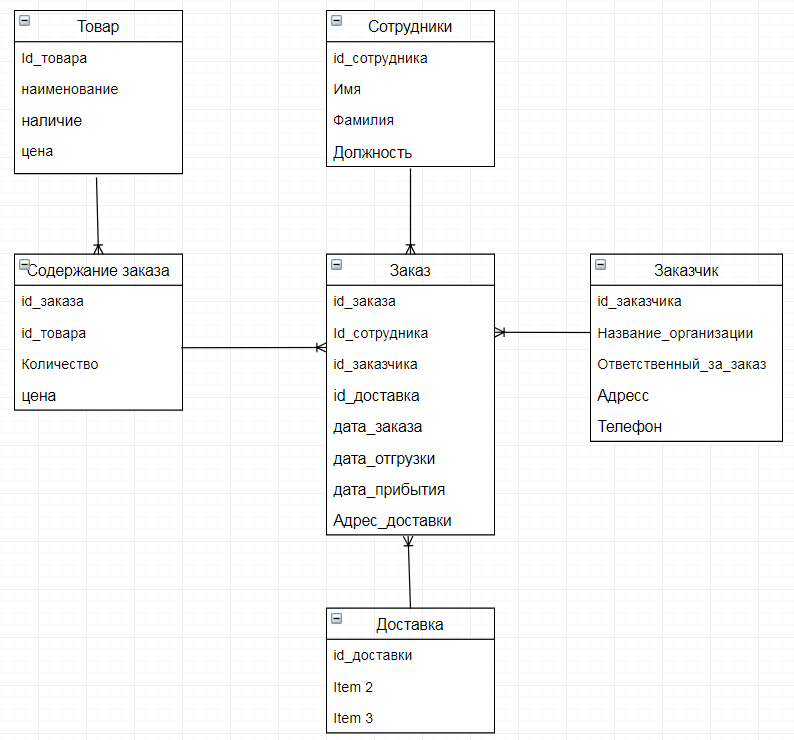 Товар
Id_товара
наименование
наличие
цена
Сотрудники
id_сотрудника
Имя
Фамилия
Должность
Содержание заказа
id_заказа
id_товара
Количество
цена
Заказ
id_заказа
Id_сотрудника
id_заказчика
id_доставка
дата_заказа
дата_отгрузки
дата_прибытия
Адрес_доставки
Заказчик
id_заказчика
Название_организации
Ответственный_за_заказ
Адресс
Телефон
Доставка
id_доставки
Item 2
Item 3